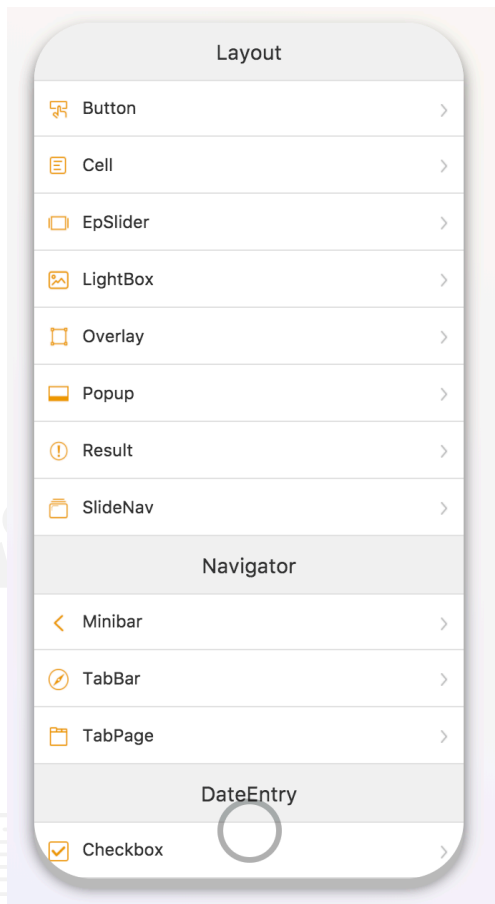 Layout
Button
Cell
EpSlider
LightBox
Overlay
Popup
Result
SlideNav
Navigator
Minibar
TabBar
TabPage
DateEntry
Checkbox